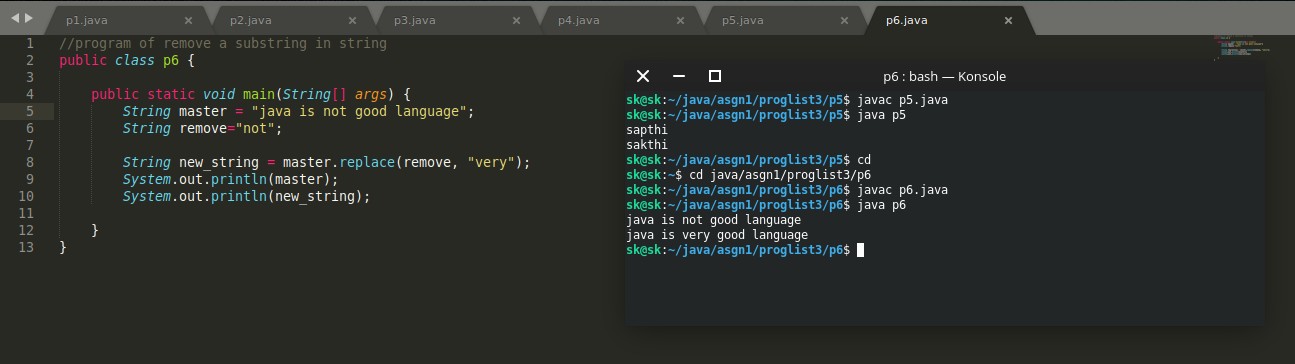 p1.java
p2.java
p3.java
p4.java
p5.java
p6.java
1 //program of remove a substring in string
2 public class p6 {
3
4 public static void main(String[] args) {
5 String master = "java is not good language";
6 String remove="not";
7
8 String new_string = master.replace(remove, "very");
9 System.out.println(master);
10 System.out.println(new_string);
11
12 }
13 }
p6 : bash — Konsole
sk@sk:~/java/asgn1/proglist3/p5$ javac p5.java
sk@sk:~/java/asgn1/proglist3/p5$ java p5
sapthi
sakthi
sk@sk:~/java/asgn1/proglist3/p5$ cd
sk@sk:~$ cd java/asgn1/proglist3/p6
sk@sk:~/java/asgn1/proglist3/p6$ javac p6.java
sk@sk:~/java/asgn1/proglist3/p6$ java p6
java is not good language
java is very good language
sk@sk:~/java/asgn1/proglist3/p6$